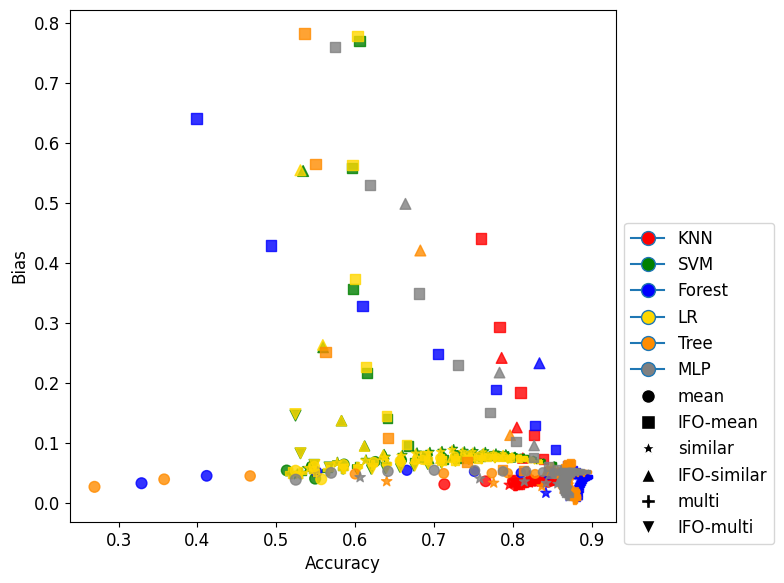 0.8
0.7
0.6
0.5
0.4
0.3
0.2
0.1
0.0
Bias
0.3 0.4 0.5 0.6 0.7 0.8 0.9
Accuracy
KNN
SVM
Forest
LR
Tree
MLP
mean
IFO-mean
similar
IFO-similar
multi
IFO-multi